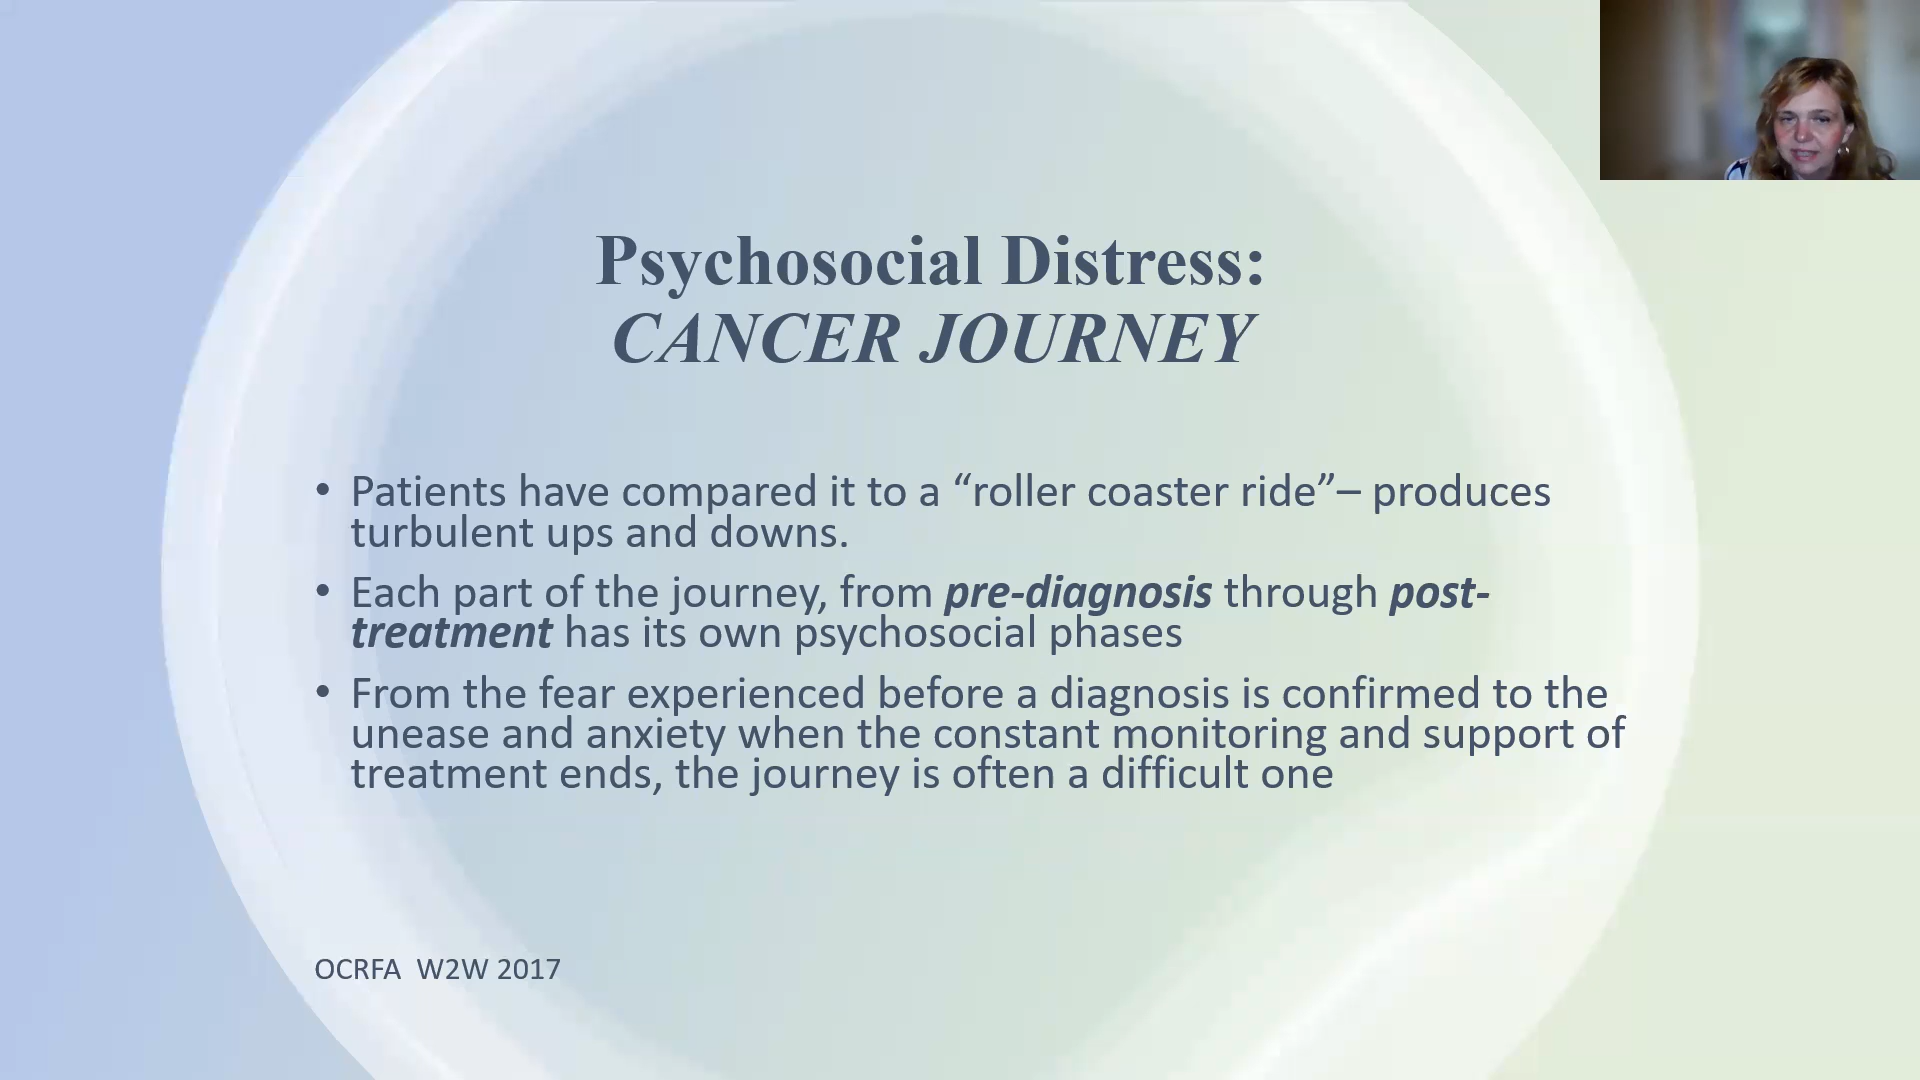 Psychosocial Distress:
CANCER JOURNEY
• Patients have compared it to a “roller coaster ride”– produces
turbulent ups and downs.
• Each part of the journey, from pre-diagnosis through post-
treatment has its own psychosocial phases
• From the fear experienced before a diagnosis is confirmed to the
unease and anxiety when the constant monitoring and support of
treatment ends, the journey is often a difficult one
OCRFA W2W 2017